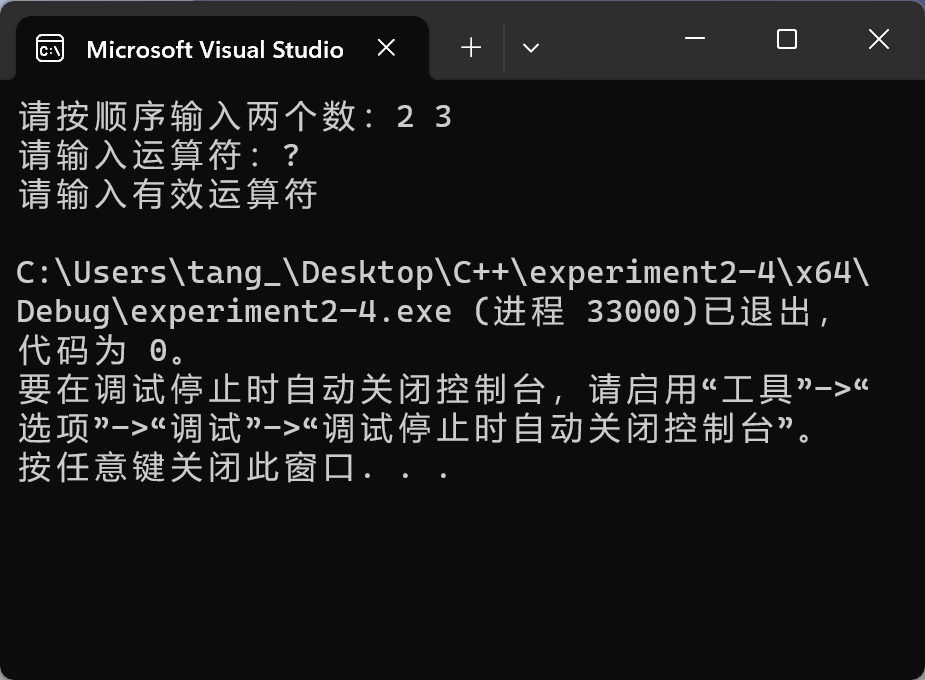 Microsoft Visual Studio
请按顺序输入两个数：2 3
请输入运算符：?
请输入有效运算符
C:\Users\tang_\Desktop\C++\experiment2-4\x64\
Debug\experiment2-4.exe (进程 33000)已退出，
代码为 0。
要在调试停止时自动关闭控制台，请启用“工具”->“
选项”->“调试”->“调试停止时自动关闭控制台”。
按任意键关闭此窗口. . .